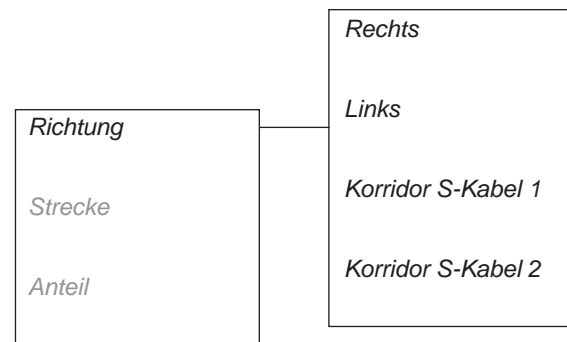 Richtung
Strecke
Anteil
Rechts
Links
Korridor S-Kabel 1
Korridor S-Kabel 2